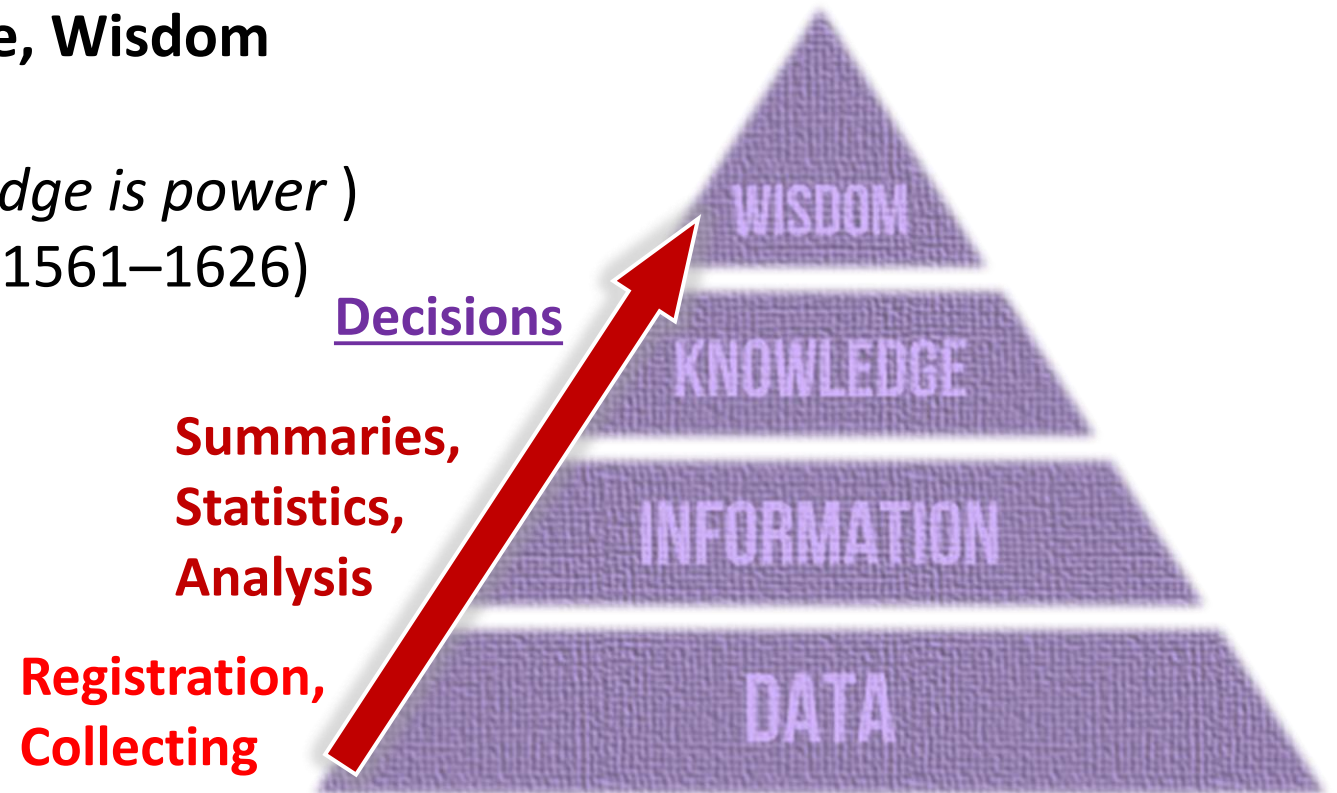 e, Wisdom
dge is power )
1561–1626)
Decisions
Summaries,
Statistics,
Analysis
Registration,
Collecting
WISDOM
KNOWLEDGE
INFORMATION
DATA